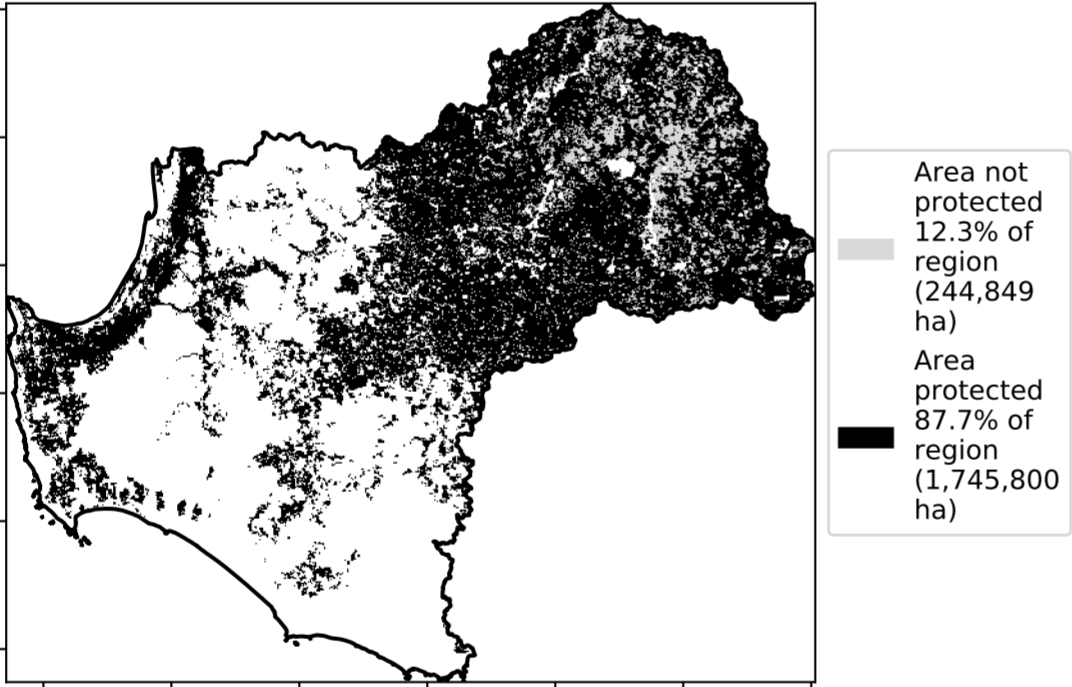 Area not
protected
12.3% of
region
(244,849
ha)
Area
protected
87.7% of
region
(1,745,800
ha)